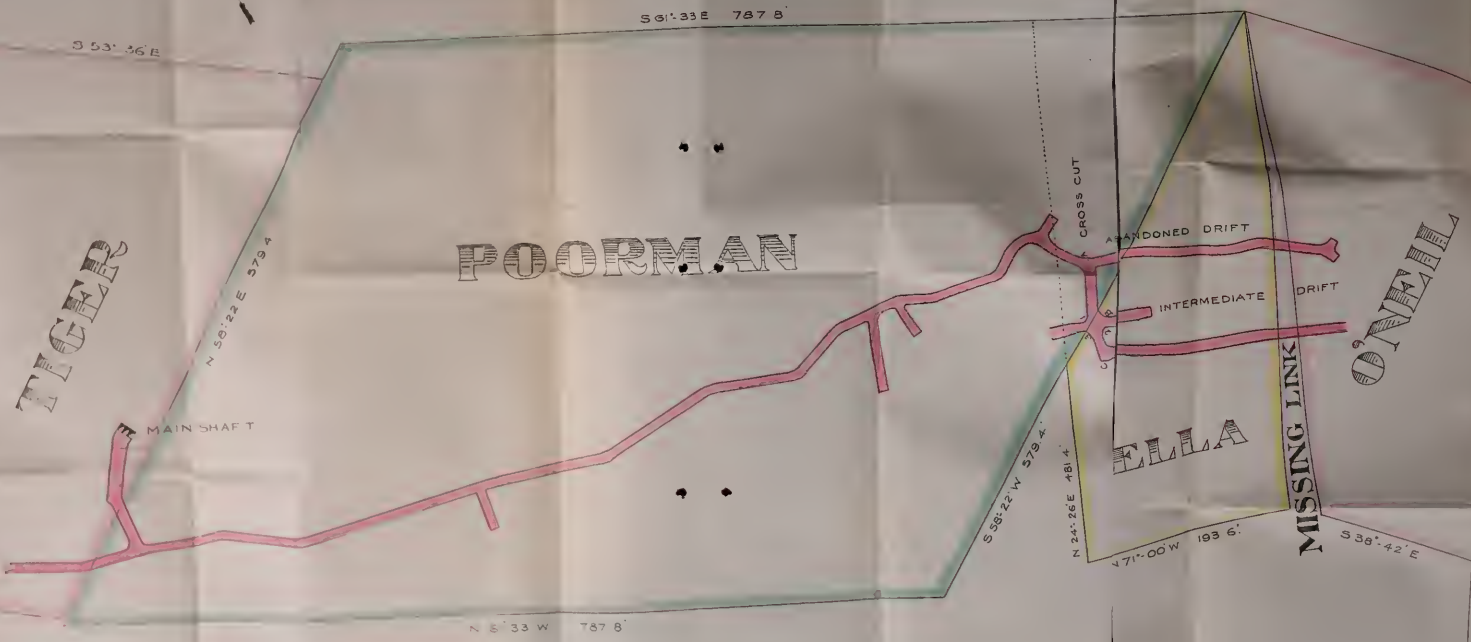 S 61°-33 E 787 8'
S 53° 36' E
TIGER
N 58°-22 E 579 4
POORMAN
CROSS CUT
ABANDONED DRIFT
INTERMEDIATE DRIFT
O'NEIL
MAIN SHAFT
S 58°-22' W 579.4'
N 24°-26' E 481 4'
ELLA
MISSING LINK
N 71°-00' W 193 6'
S 38°-42' E
33 W 787 8'